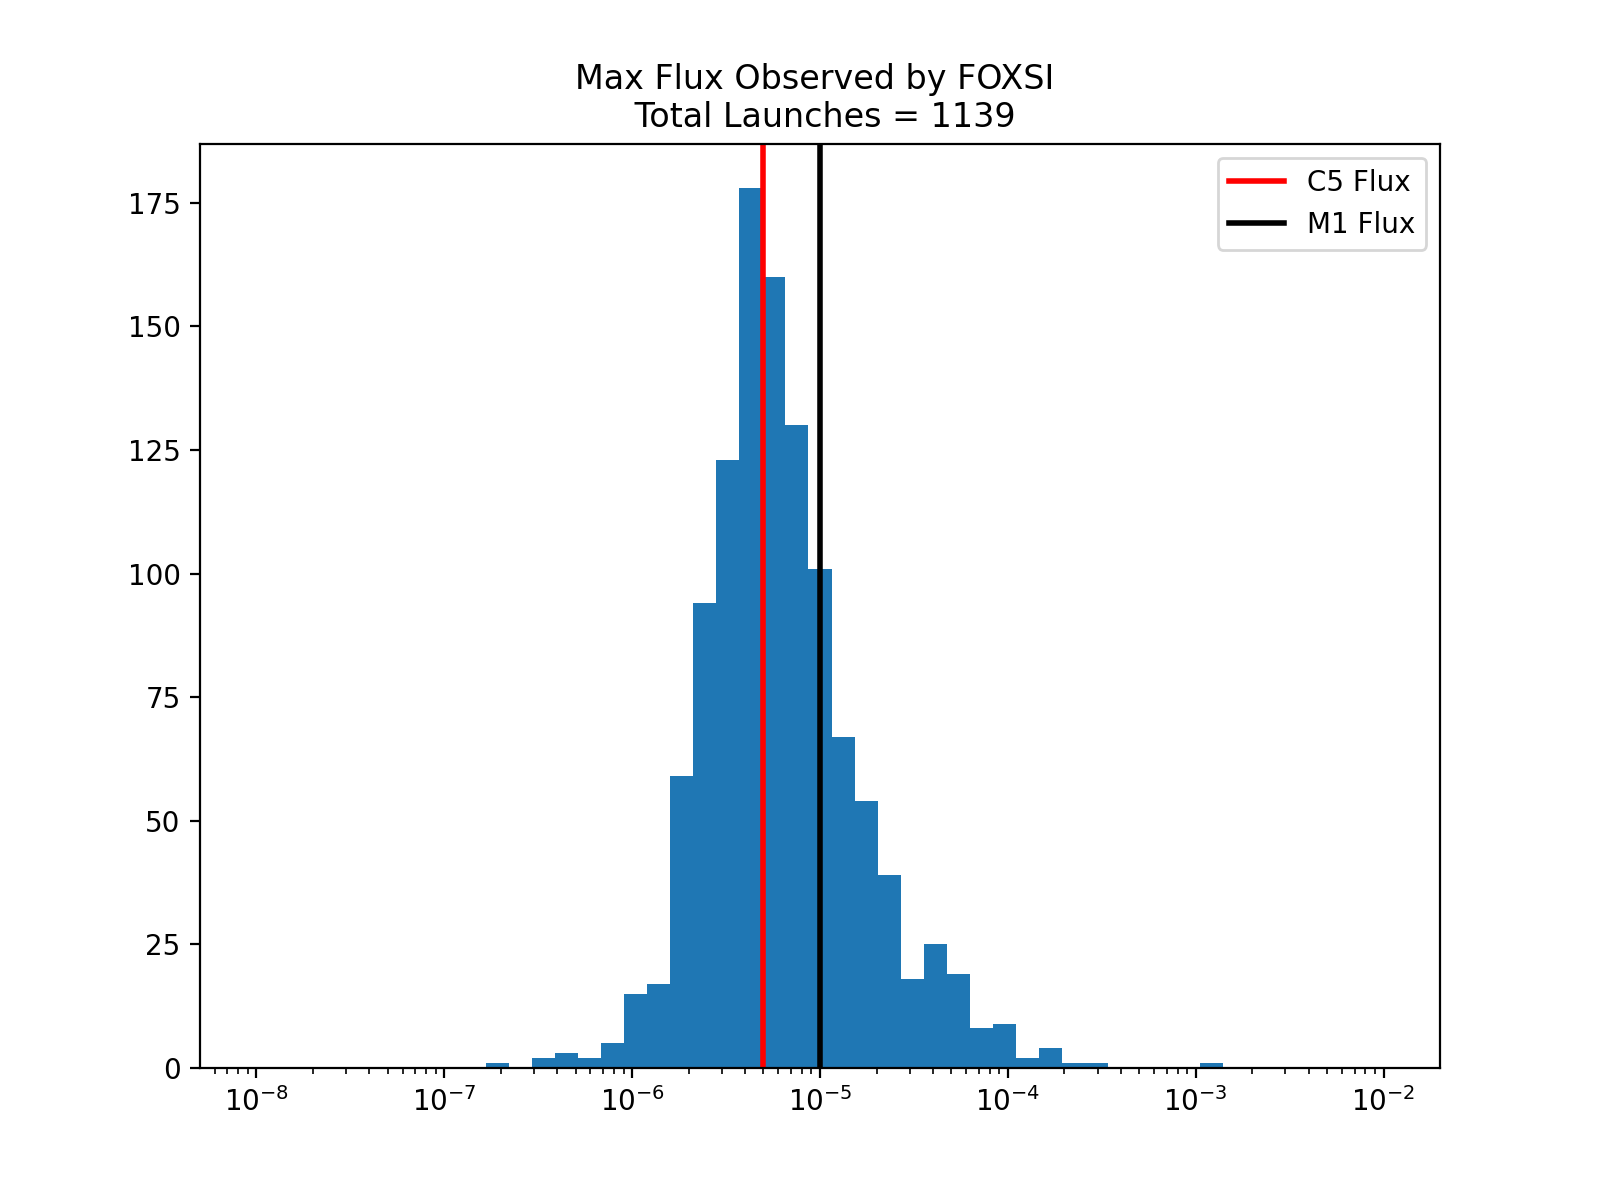 Max Flux Observed by FOXSI
Total Launches = 1139
C5 Flux
M1 Flux
175
150
125
100
75
50
25
0
10⁻⁸ 10⁻⁷ 10⁻⁶ 10⁻⁵ 10⁻⁴ 10⁻³ 10⁻²